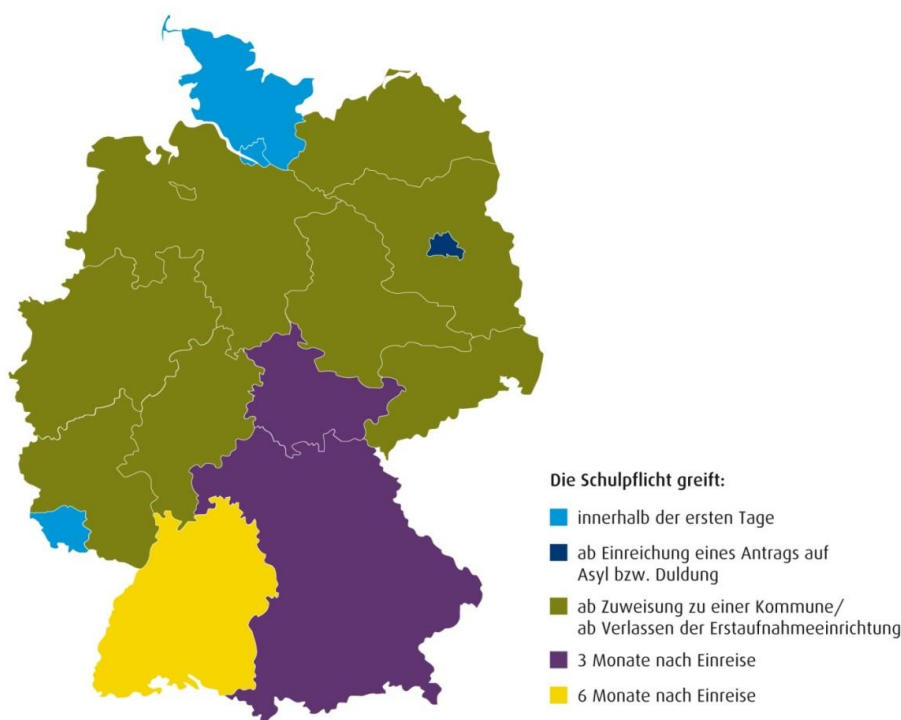 Die Schulpflicht greift:
innerhalb der ersten Tage
ab Einreichung eines Antrags auf
Asyl bzw. Duldung
ab Zuweisung zu einer Kommune/
ab Verlassen der Erstaufnahmeeinrichtung
3 Monate nach Einreise
6 Monate nach Einreise